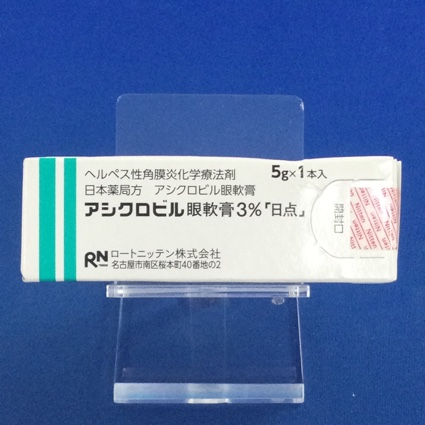 ヘルペス性角膜炎化学療法剤
5g×1本入
日本薬局方 アシクロビル眼軟膏
アシクロビル眼軟膏3%「日点」
開封口
RN ロートニッテン株式会社
名古屋市南区桜本町40番地の2